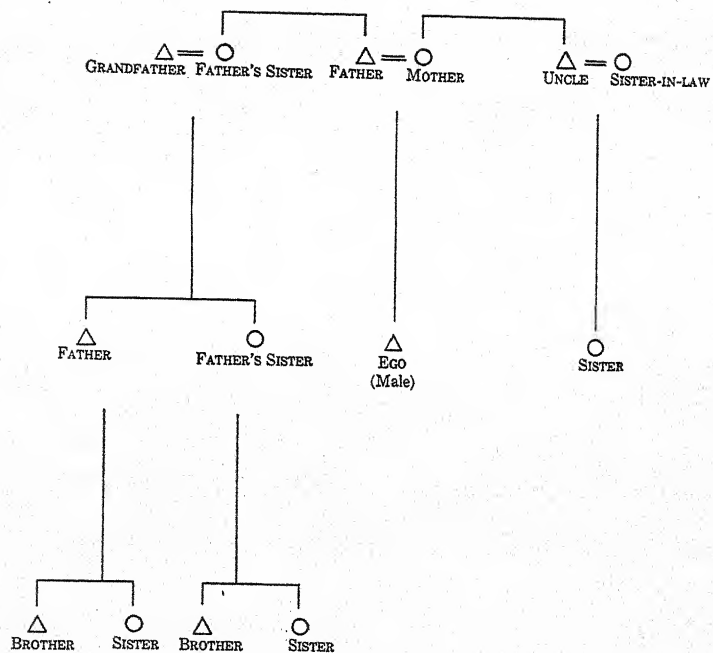 GRANDFATHER FATHER'S SISTER FATHER MOTHER UNCLE SISTER-IN-LAW
FATHER FATHER'S SISTER EGO SISTER
(Male)
BROTHER SISTER BROTHER SISTER